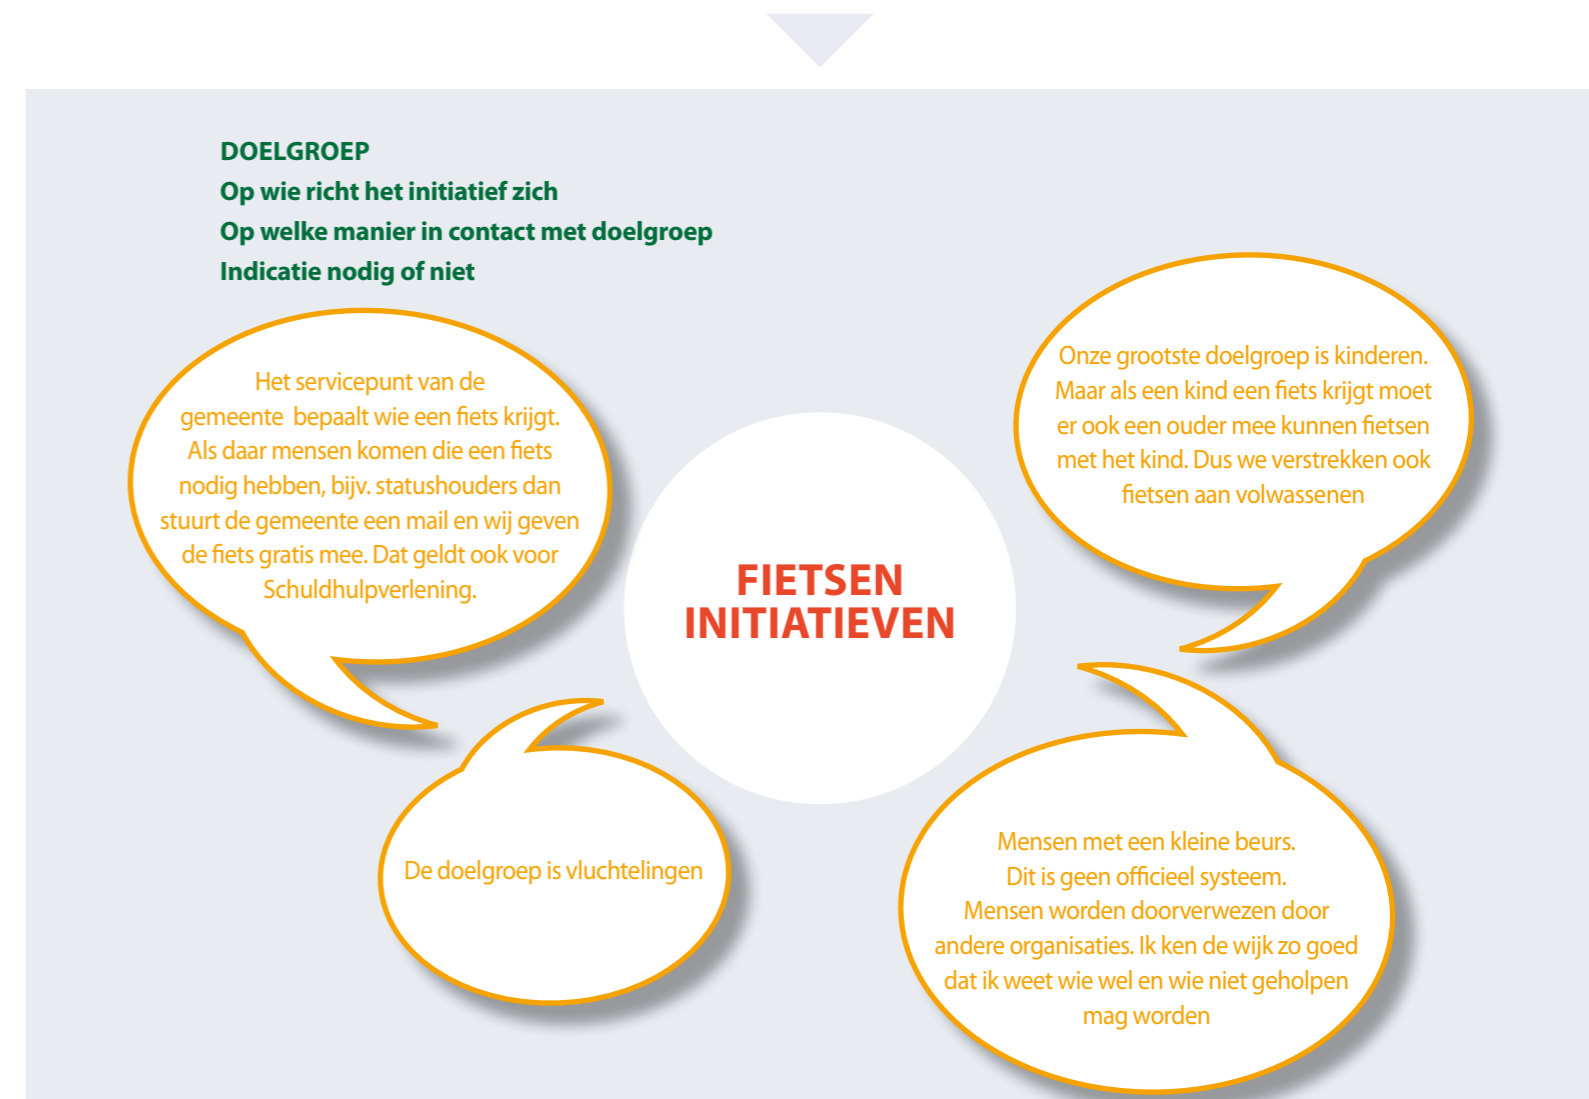 DOELGROEP
Op wie richt het initiatief zich
Op welke manier in contact met doelgroep
Indicatie nodig of niet
Het servicepunt van de
gemeente bepaalt wie een fiets krijgt.
Als daar mensen komen die een fiets
nodig hebben, bijv. statushouders dan
stuurt de gemeente een mail en wij geven
de fiets gratis mee. Dat geldt ook voor
Schuldhulpverlening.
Onze grootste doelgroep is kinderen.
Maar als een kind een fiets krijgt moet
er ook een ouder mee kunnen fietsen
met het kind. Dus we verstrekken ook
fietsen aan volwassenen
FIETSEN
INITIATIEVEN
De doelgroep is vluchtelingen
Mensen met een kleine beurs.
Dit is geen officieel systeem.
Mensen worden doorverwezen door
andere organisaties. Ik ken de wijk zo goed
dat ik weet wie wel en wie niet geholpen
mag worden